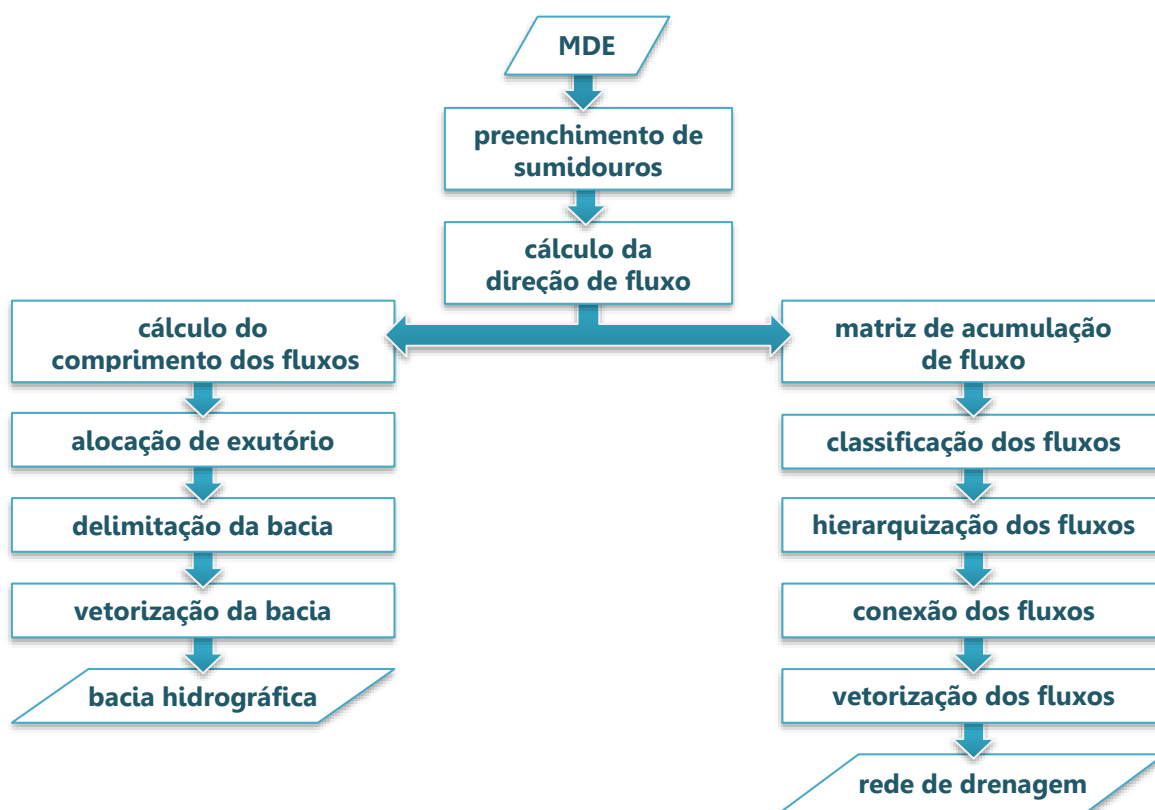 MDE
preenchimento de
sumidouros
cálculo da
direção de fluxo
cálculo do
comprimento dos fluxos
alocação de exutório
delimitação da bacia
vetorização da bacia
bacia hidrográfica
matriz de acumulação
de fluxo
classificação dos fluxos
hierarquização dos fluxos
conexão dos fluxos
vetorização dos fluxos
rede de drenagem